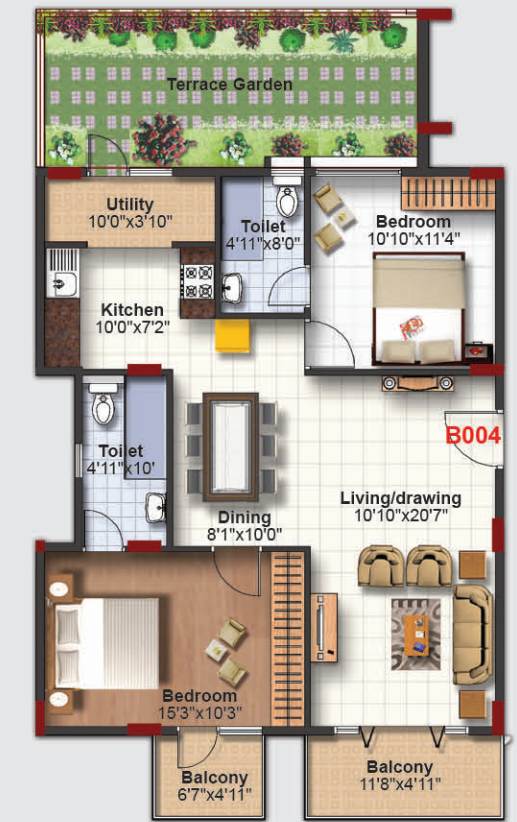 Terrace Garden
Utility
10'0"x3'10"
Toilet
4'11"x8'0"
Bedroom
10'10"x11'4"
Kitchen
10'0"x7'2"
B004
Toilet
4'11"x10'
Living/drawing
10'10"x20'7"
Dining
8'1"x10'0"
Bedroom
15'3"x10'3"
Balcony
6'7"x4'11"
Balcony
11'8"x4'11"